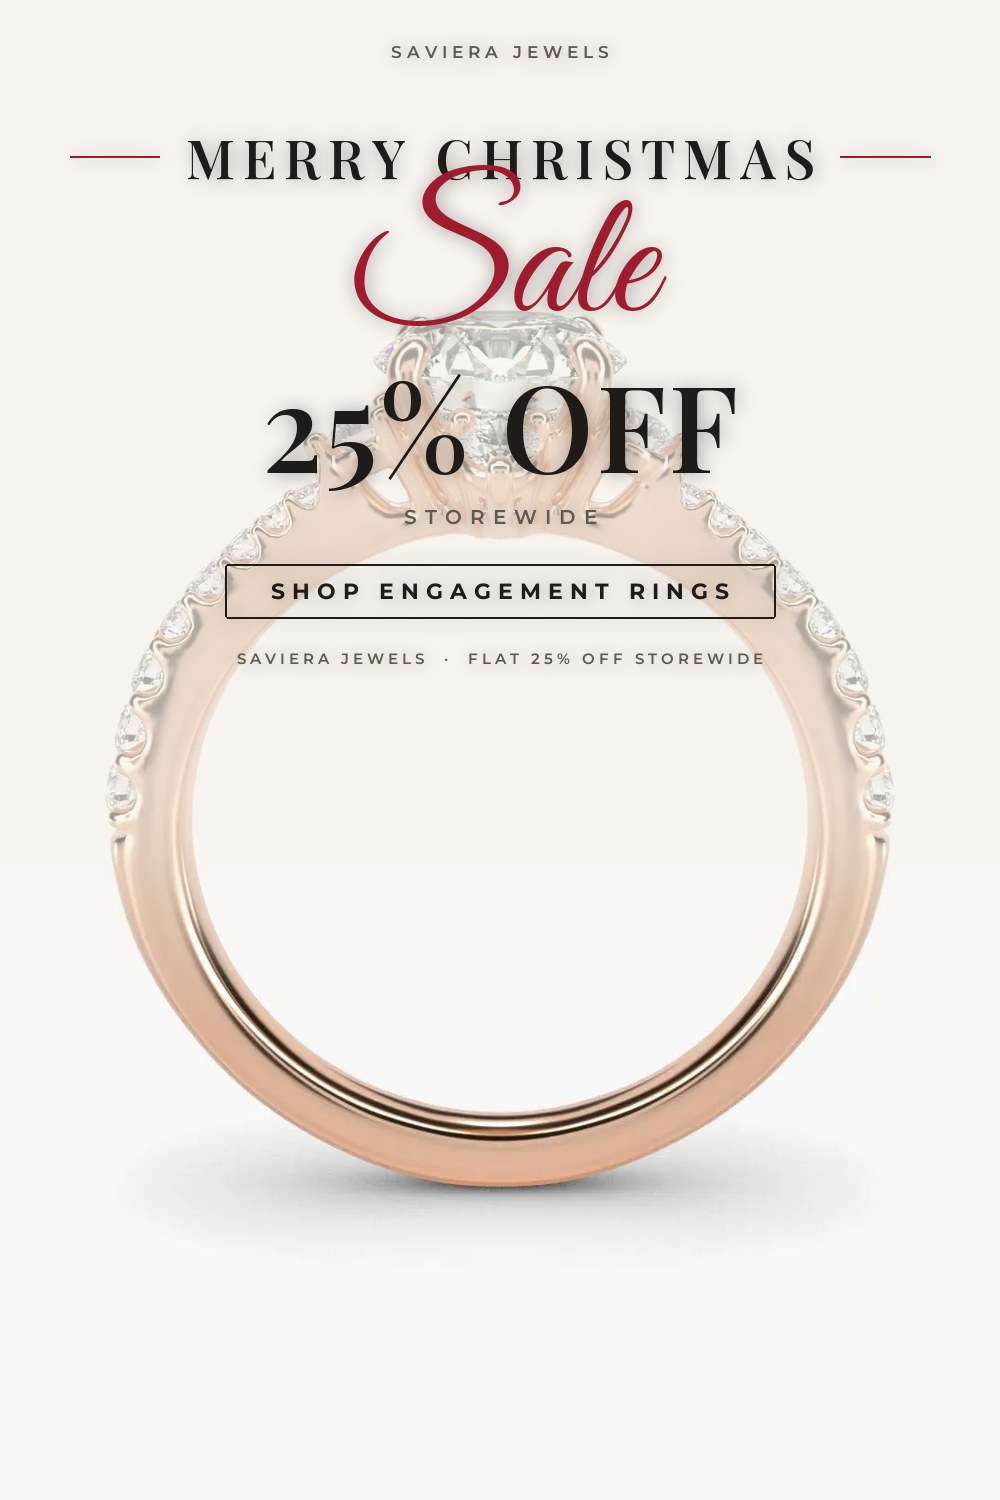 SAVIERA JEWELS
MERRY CHRISTMAS
Sale
25% OFF
STOREWIDE
SHOP ENGAGEMENT RINGS
SAVIERA JEWELS · FLAT 25% OFF STOREWIDE